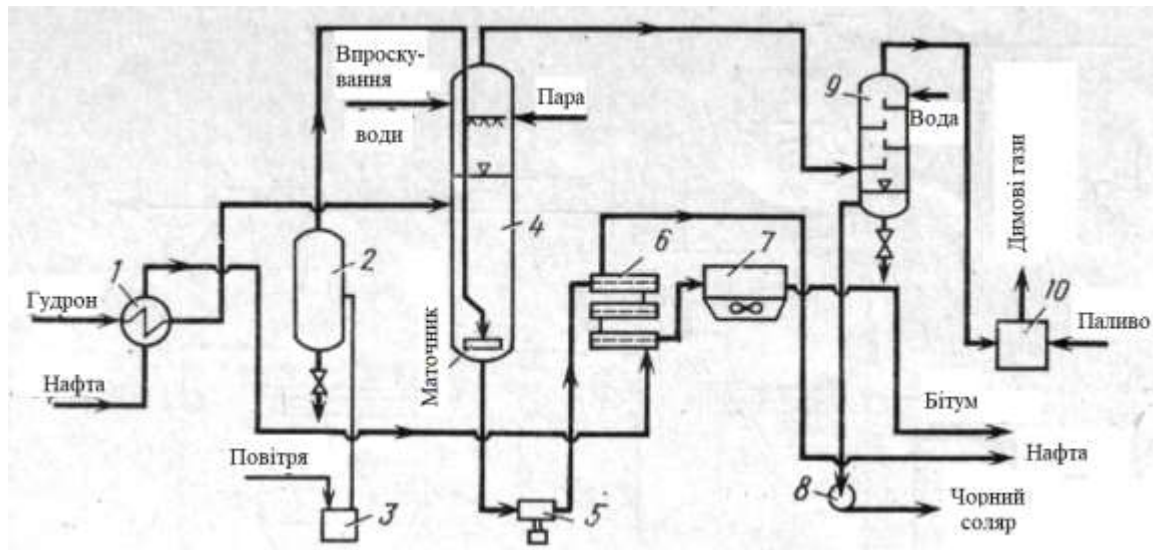 Впроску-
вання
води
Пара
9
Вода
Димові гази
4
6
7
1
2
10
Гудрон
Паливо
Маточник
Нафта
Бітум
Повітря
Нафта
8
3
5
Чорний
соляр